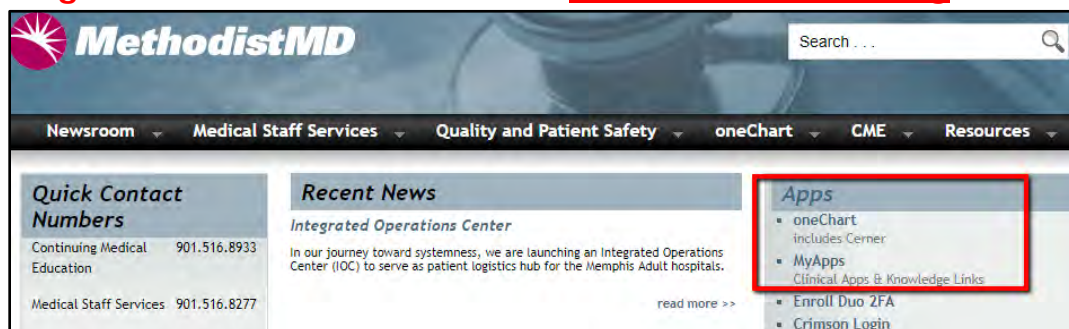 MethodistMD
Search . . .
Newsroom Medical Staff Services Quality and Patient Safety oneChart CME Resources
Quick Contact
Numbers
Continuing Medical 901.516.8933
Education
Medical Staff Services 901.516.8277
Recent News
Integrated Operations Center
In our journey toward systemness, we are launching an Integrated Operations
Center (IOC) to serve as patient logistics hub for the Memphis Adult hospitals.
read more >>
Apps
oneChart
includes Cerner
MyApps
Clinical Apps & Knowledge Links
Enroll Duo 2FA
Crimson Login